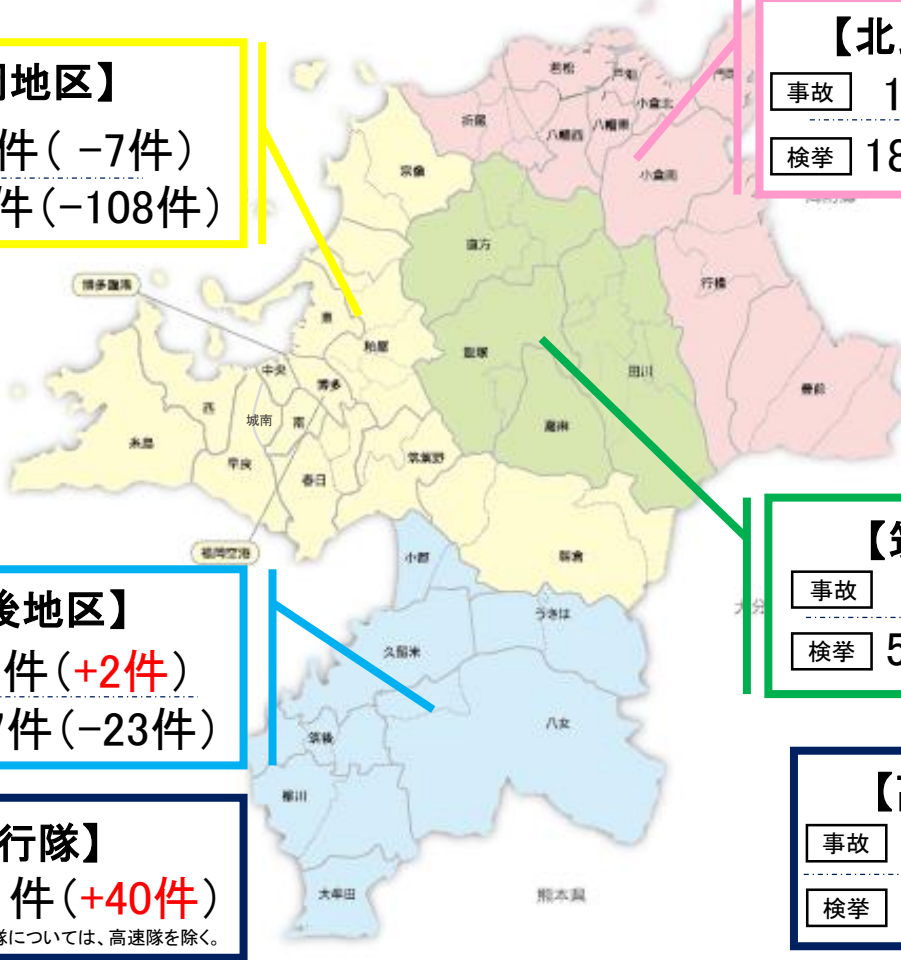 岡地区】
件( -7件)
件(-108件)
【北
事故 1
検挙 18
若松
戸畑
小倉北
折尾
八幡西
八幡東
小倉南
宗像
直方
行橋
博多臨港
東
粕屋
飯塚
田川
豊前
中央
博多
西
城南
南
嘉麻
糸島
早良
春日
筑紫野
福岡空港
朝倉
小郡
うきは
久留米
八女
筑後
柳川
大牟田
熊本県
後地区】
件(+2件)
7件(-23件)
行隊】
件(+40件)
隊については、高速隊を除く。
【筑
事故
検挙 5
【高
事故
検挙